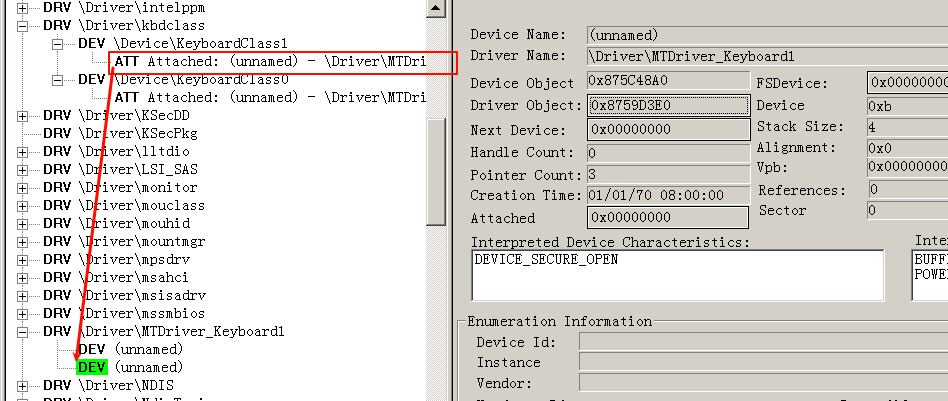 DRV \Driver\intelppm
DRV \Driver\kbdclass
DEV \Device\KeyboardClass1
ATT Attached: (unnamed) - \Driver\MTDri
DEV \Device\KeyboardClass0
ATT Attached: (unnamed) - \Driver\MTDri
DRV \Driver\KSecDD
DRV \Driver\KSecPkg
DRV \Driver\lltdio
DRV \Driver\LSI_SAS
DRV \Driver\monitor
DRV \Driver\mouclass
DRV \Driver\mouhid
DRV \Driver\mountmgr
DRV \Driver\mpsdrv
DRV \Driver\msahci
DRV \Driver\msisadrv
DRV \Driver\mssmbios
DRV \Driver\MTDriver_Keyboard1
DEV (unnamed)
DEV (unnamed)
DRV \Driver\NDIS
Device Name: (unnamed)
Driver Name: \Driver\MTDriver_Keyboard1
Device Object 0x875C48A0 FSDevice: 0x00000000
Driver Object: 0x8759D3E0 Device 0xb
Next Device: 0x00000000 Stack Size: 4
Handle Count: 0 Alignment: 0x0
Pointer Count: 3 Vpb: 0x00000000
Creation Time: 01/01/70 08:00:00 References: 0
Attached 0x00000000 Sector 0
Interpreted Device Characteristics: Inte
DEVICE_SECURE_OPEN BUFF
POWE
Enumeration Information
Device Id:
Instance
Vendor: